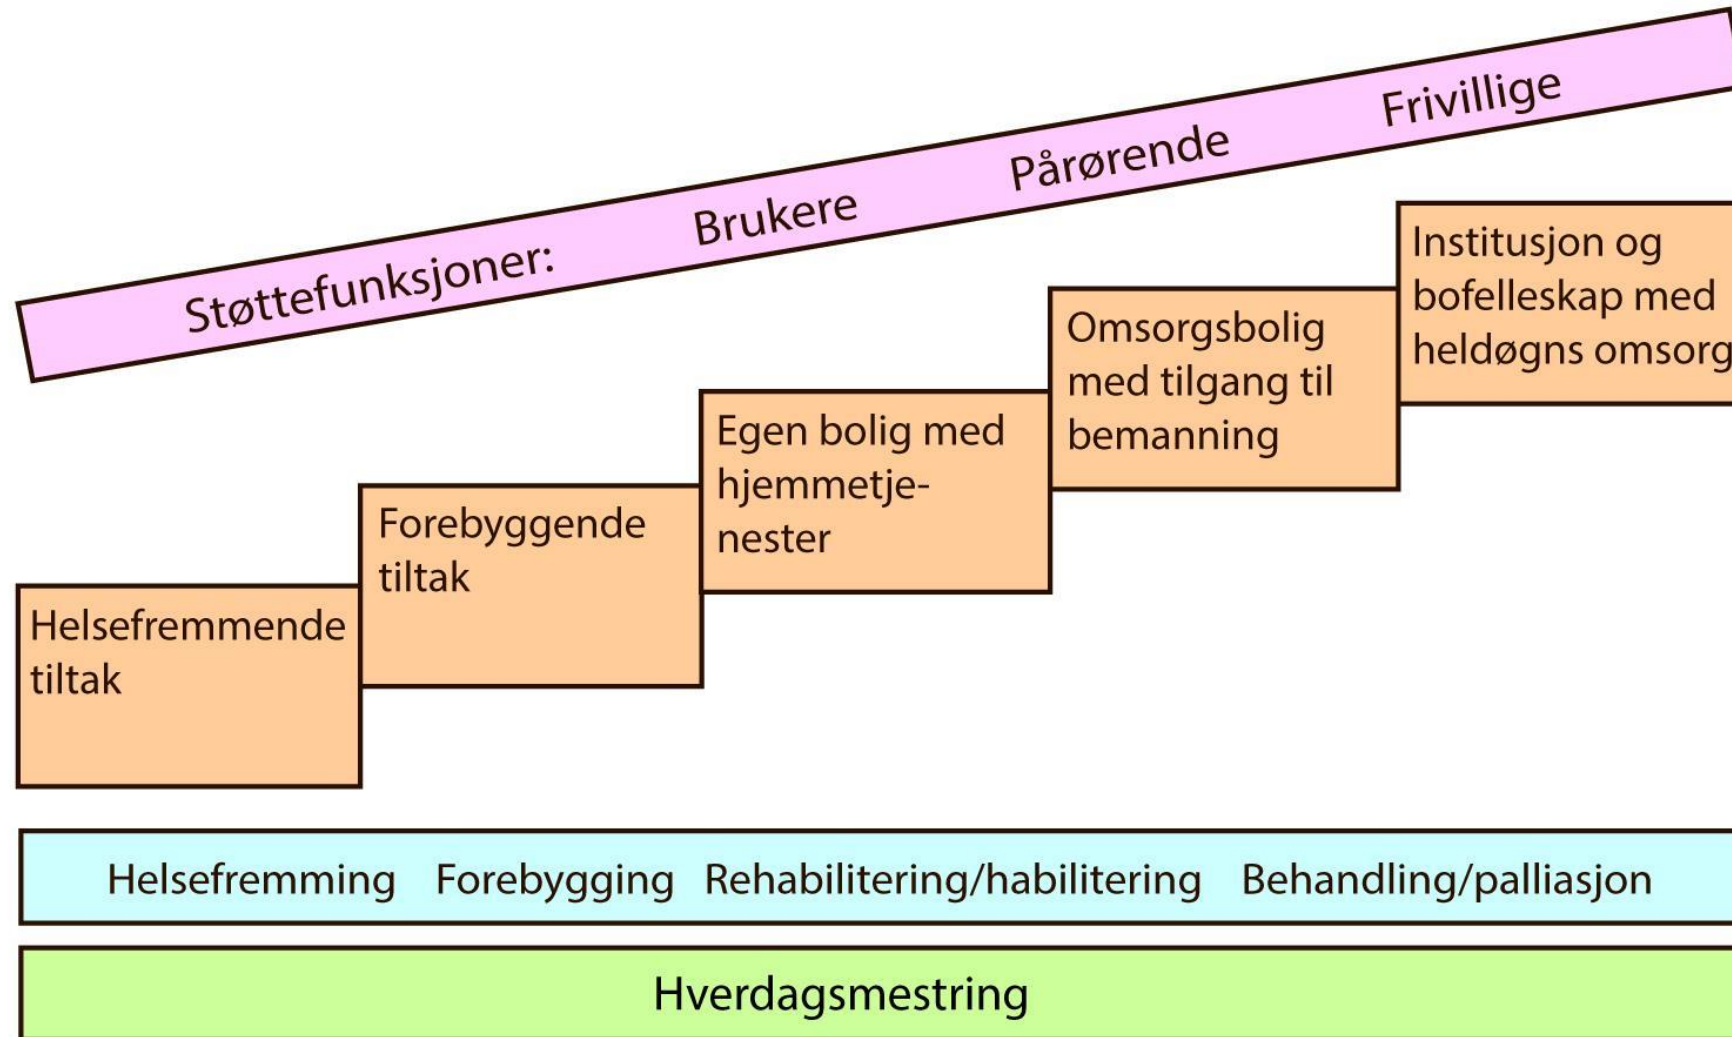 Støttefunksjoner: Brukere Pårørende Frivillige
Helsefremmende
tiltak
Forebyggende
tiltak
Egen bolig med
hjemmetje-
nester
Omsorgsbolig
med tilgang til
bemanning
Institusjon og
bofelleskap med
heldøgns omsorg
Helsefremming Forebygging Rehabilitering/habilitering Behandling/palliasjon
Hverdagsmestring